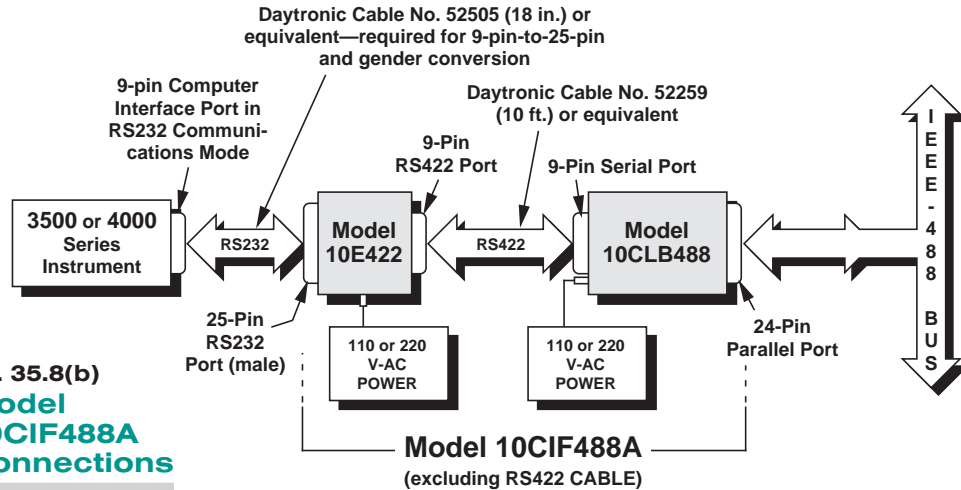 Daytronic Cable No. 52505 (18 in.) or
equivalent—required for 9-pin-to-25-pin
and gender conversion
9-pin Computer
Interface Port in
RS232 Communi-
cations Mode
Daytronic Cable No. 52259
(10 ft.) or equivalent
9-Pin
RS422 Port
9-Pin Serial Port
3500 or 4000
Series
Instrument
RS232
Model
10E422
RS422
Model
10CLB488
IEEE-488 BUS
25-Pin
RS232
Port (male)
110 or 220
V-AC
POWER
110 or 220
V-AC
POWER
24-Pin
Parallel Port
. 35.8(b)
odel
0CIF488A
onnections
Model 10CIF488A
(excluding RS422 CABLE)